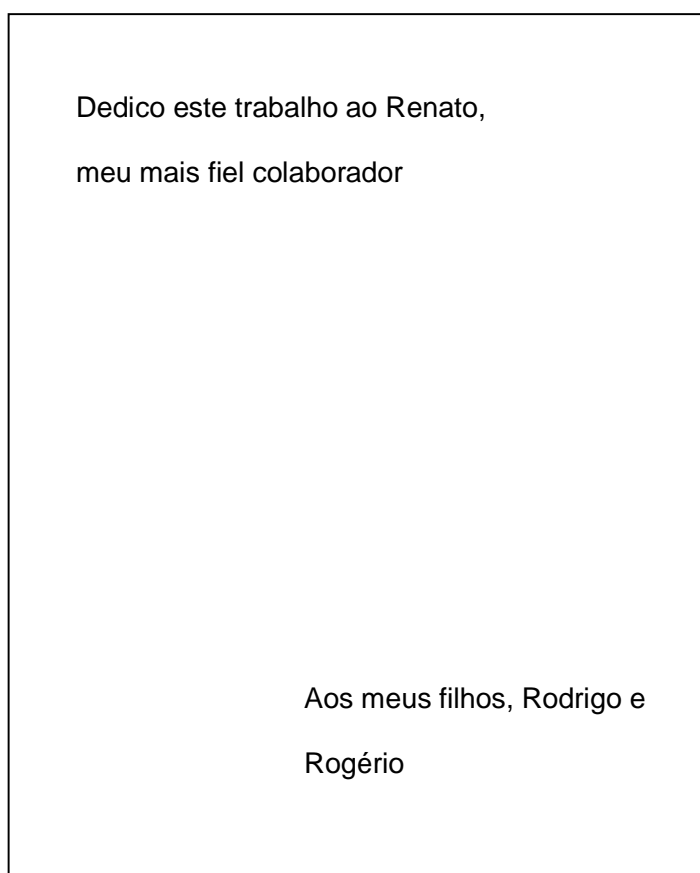 Dedico este trabalho ao Renato,
meu mais fiel colaborador
Aos meus filhos, Rodrigo e
Rogério